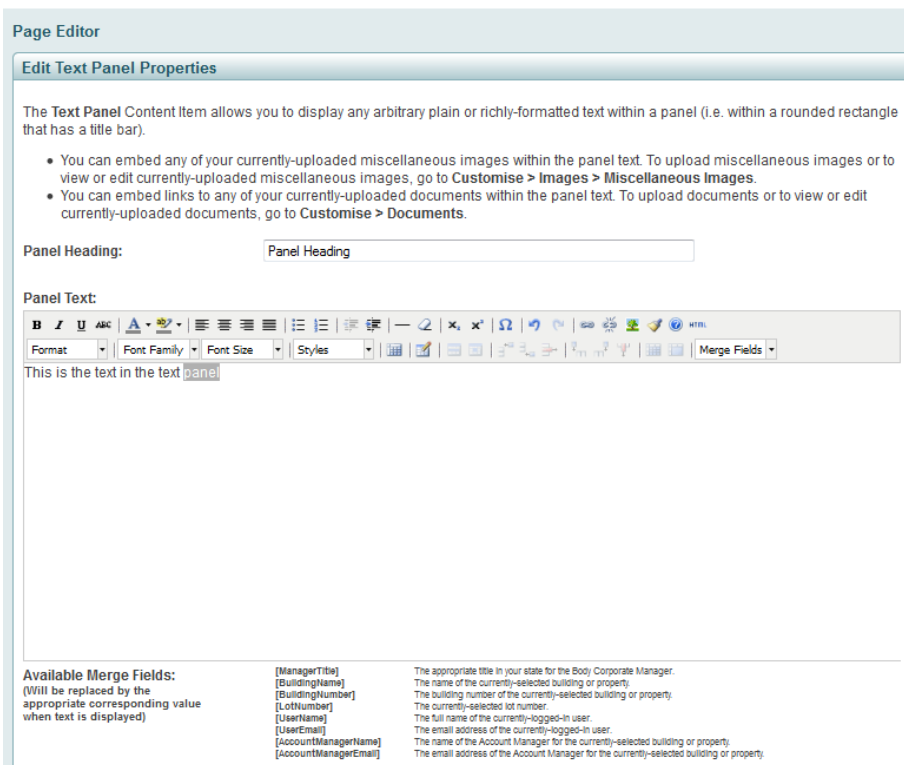 Page Editor
Edit Text Panel Properties
The Text Panel Content Item allows you to display any arbitrary plain or richly-formatted text within a panel (i.e. within a rounded rectangle
that has a title bar).
• You can embed any of your currently-uploaded miscellaneous images within the panel text. To upload miscellaneous images or to
view or edit currently-uploaded miscellaneous images, go to Customise > Images > Miscellaneous Images.
• You can embed links to any of your currently-uploaded documents within the panel text. To upload documents or to view or edit
currently-uploaded documents, go to Customise > Documents.
Panel Heading: Panel Heading
Panel Text:
B I U ABC A ab x₂ x² Ω HTML
Format Font Family Font Size Styles Merge Fields
This is the text in the text panel
Available Merge Fields:
(Will be replaced by the
appropriate corresponding value
when text is displayed)
[ManagerTitle] The appropriate title in your state for the Body Corporate Manager.
[BuildingName] The name of the currently-selected building or property.
[BuildingNumber] The building number of the currently-selected building or property.
[LotNumber] The currently-selected lot number.
[UserName] The full name of the currently-logged-in user.
[UserEmail] The email address of the currently-logged-in user.
[AccountManagerName] The name of the Account Manager for the currently-selected building or property.
[AccountManagerEmail] The email address of the Account Manager for the currently-selected building or property.